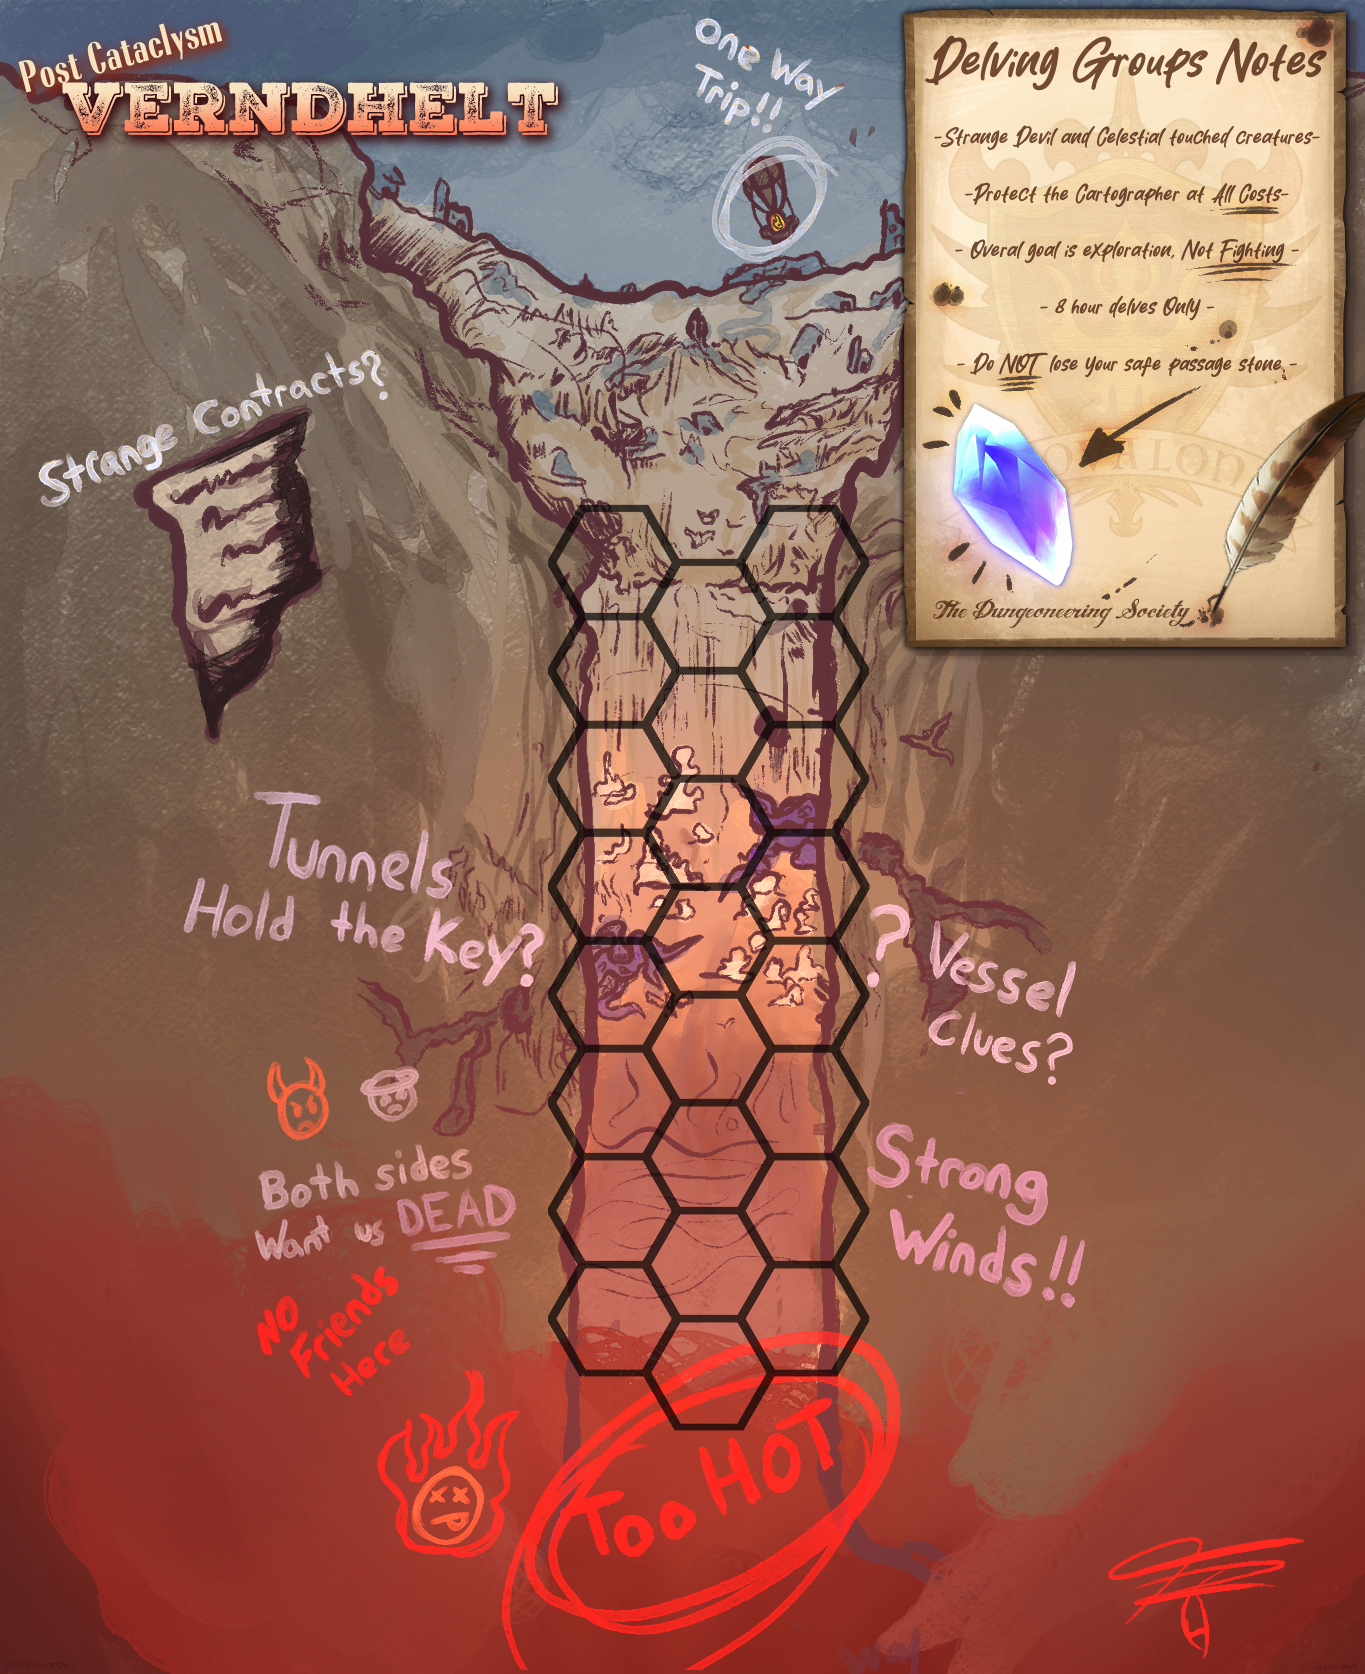 Post Cataclysm
VERNDHELT
One Way
Trip!!
Delving Groups Notes
-Strange Devil and Celestial touched creatures-
-Protect the Cartographer at All Costs-
- Overal goal is exploration, Not Fighting -
- 8 hour delves Only -
- Do NOT lose your safe passage stone. -
The Dungeoneering Society
Strange Contracts?
Tunnels
Hold the Key?
? Vessel
Clues?
Both sides
Want us DEAD
Strong
Winds!!
NO
Friends
Here
Too HOT